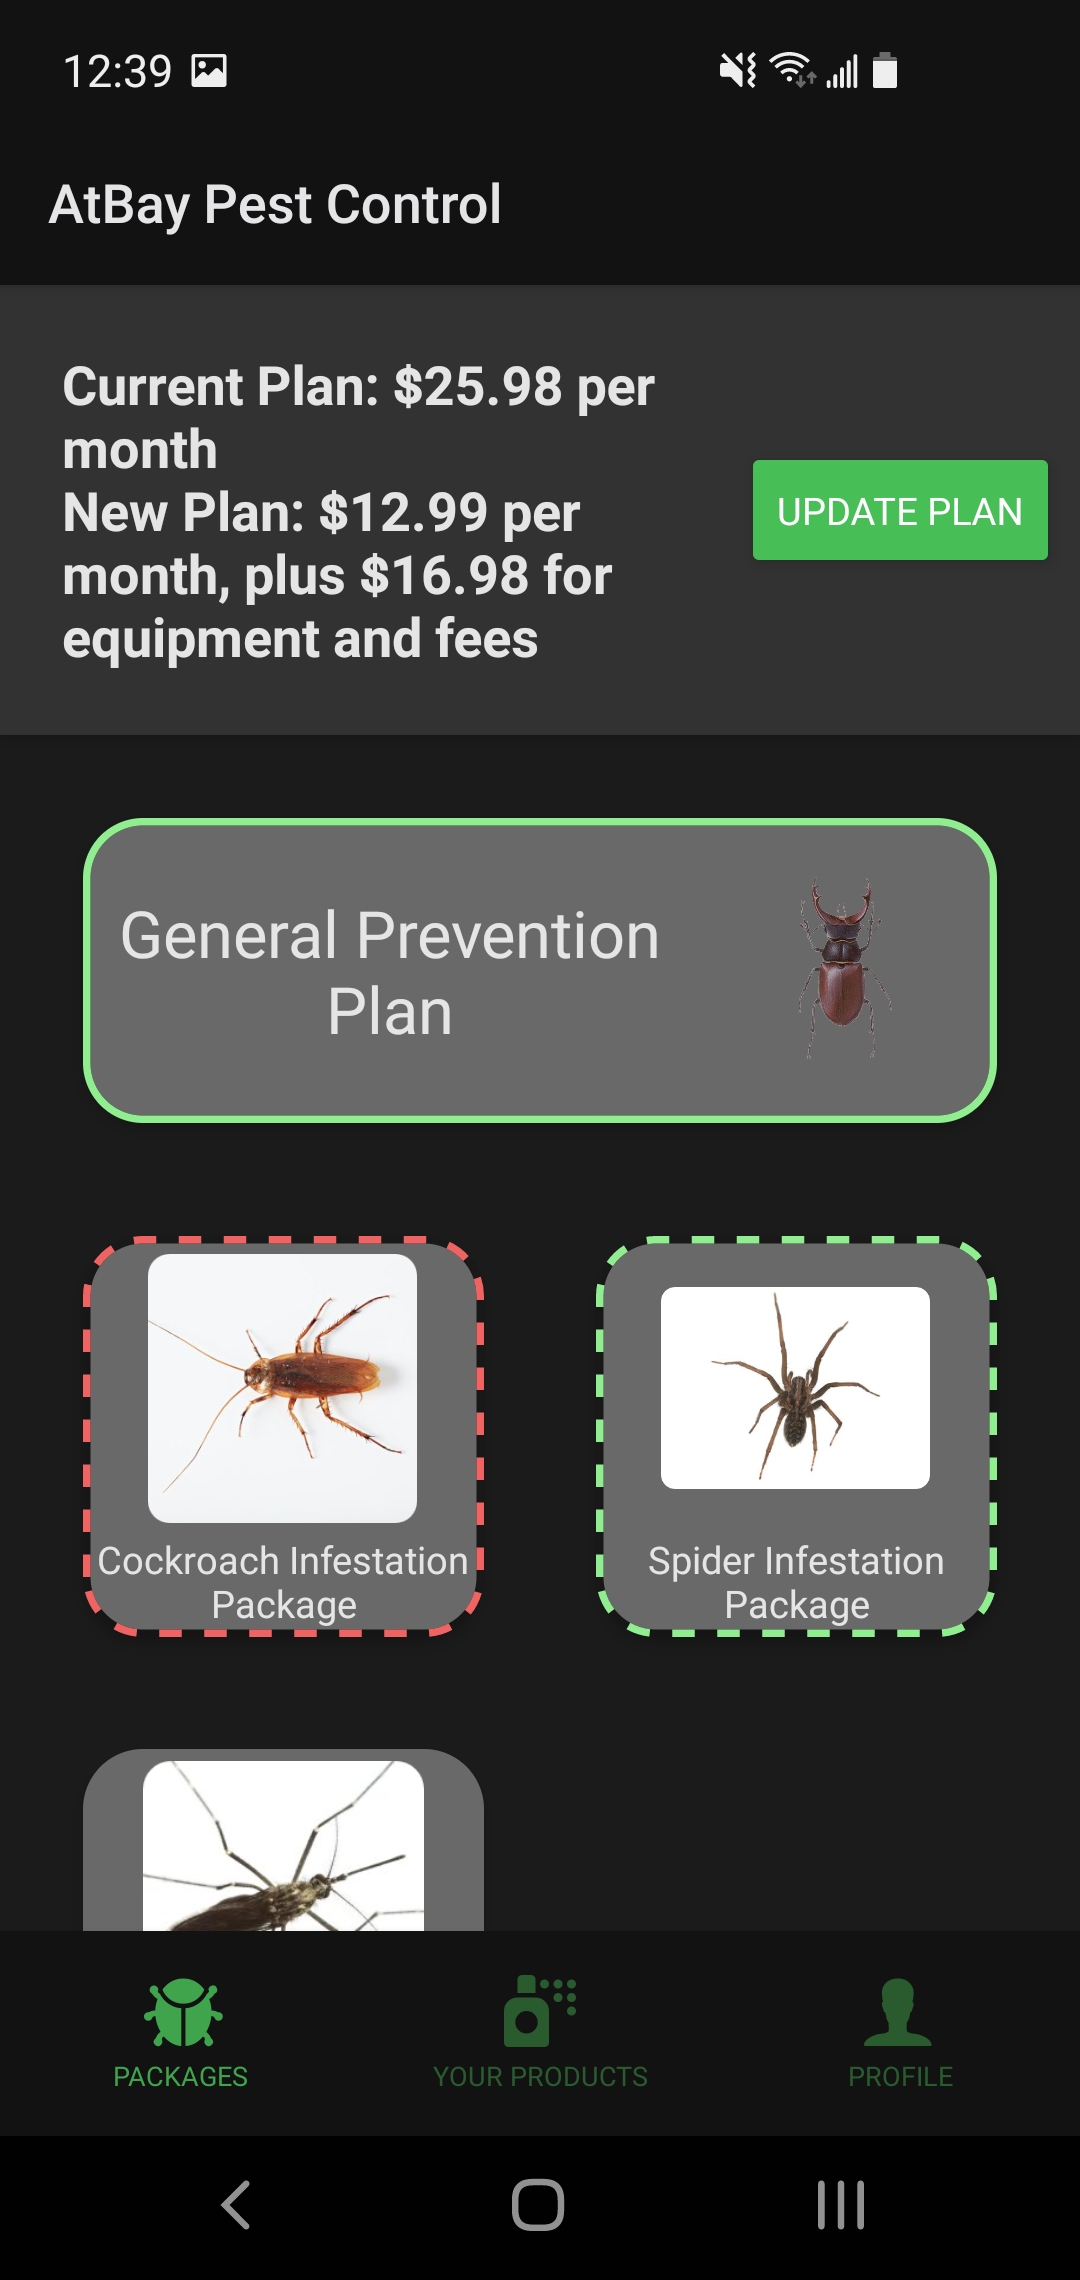 12:39
AtBay Pest Control
Current Plan: $25.98 per
month
New Plan: $12.99 per
month, plus $16.98 for
equipment and fees
UPDATE PLAN
General Prevention
Plan
Cockroach Infestation
Package
Spider Infestation
Package
PACKAGES
YOUR PRODUCTS
PROFILE